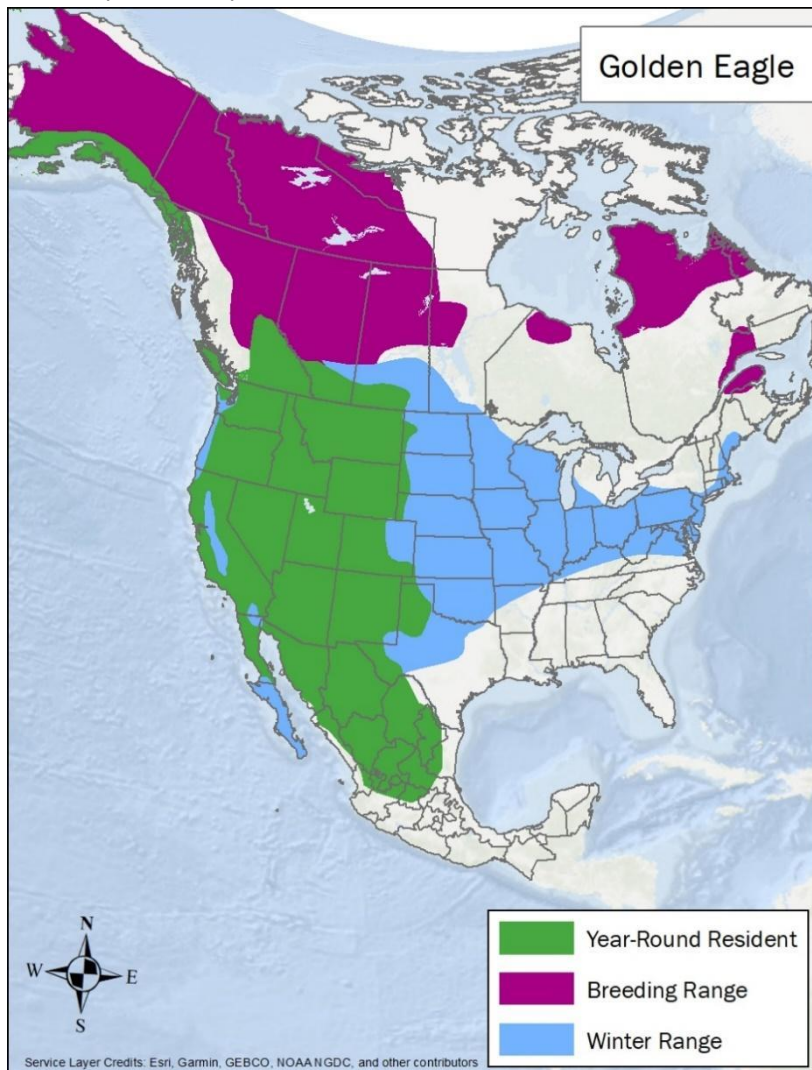 Golden Eagle
N
W E
S
Year-Round Resident
Breeding Range
Winter Range
Service Layer Credits: Esri, Garmin, GEBCO, NOAA NGDC, and other contributors